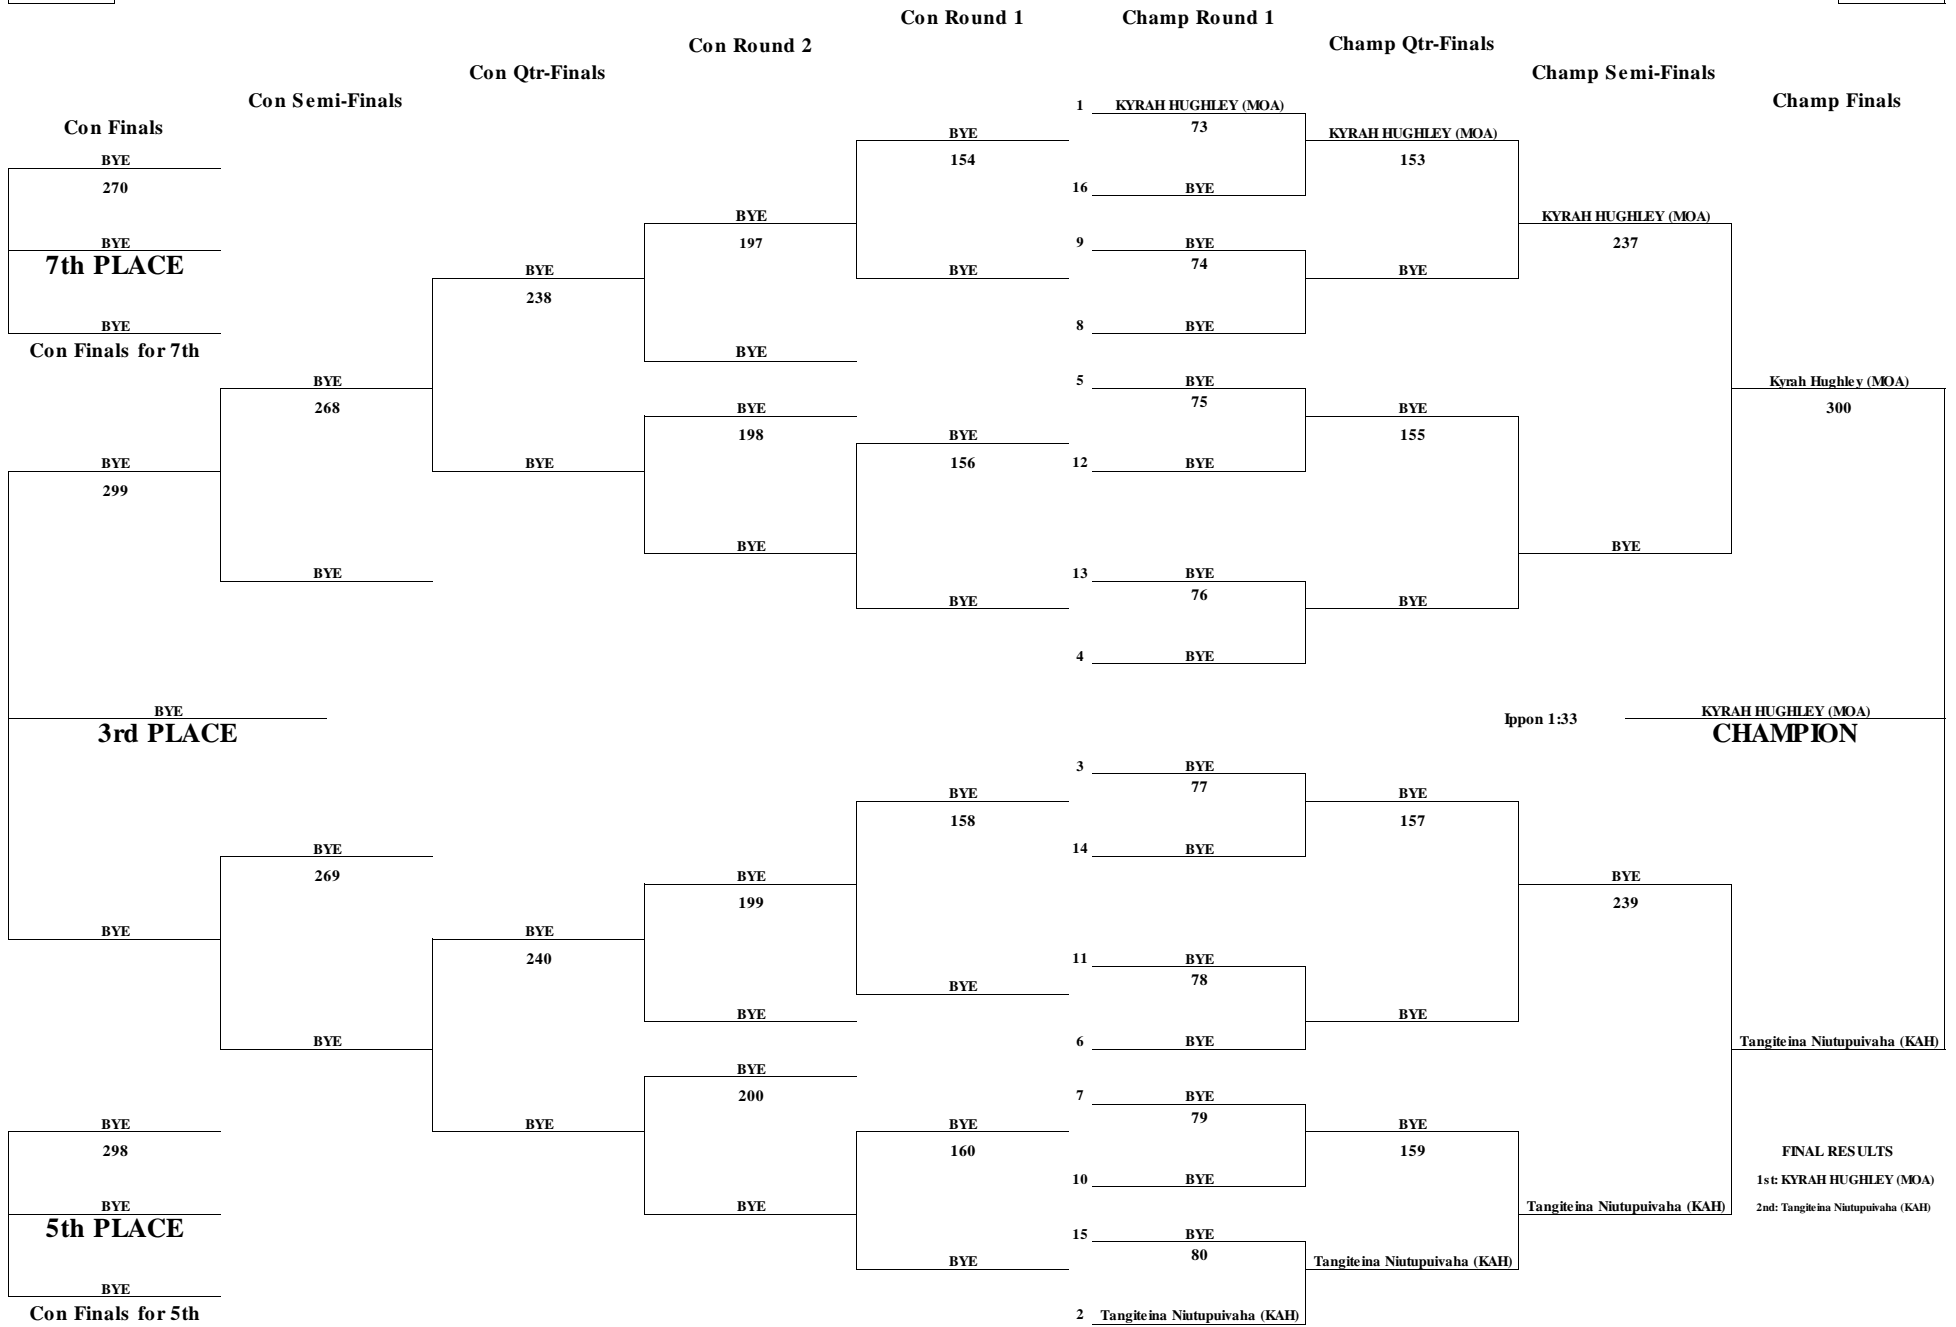 Con Round 1 Champ Round 1
Con Round 2 Champ Qtr-Finals
Con Qtr-Finals Champ Semi-Finals
Con Semi-Finals 1 KYRAH HUGHLEY (MOA) Champ Finals
Con Finals 73
BYE KYRAH HUGHLEY (MOA)
BYE 154 153
270 16 BYE
BYE KYRAH HUGHLEY (MOA)
BYE 197 9 BYE 237
7th PLACE 74
BYE BYE BYE
238
BYE 8 BYE
Con Finals for 7th BYE
BYE 5 BYE Kyrah Hughley (MOA)
268 BYE 75 BYE 300
198 BYE 155
BYE BYE 156 12 BYE
299
BYE BYE
BYE 13 BYE
76
BYE BYE
4 BYE
BYE Ippon 1:33 KYRAH HUGHLEY (MOA)
3rd PLACE CHAMPION
3 BYE
77
BYE BYE
158 157
BYE 14 BYE
269 BYE BYE
199 239
BYE BYE
240 11 BYE
78
BYE
BYE BYE
BYE 6 BYE Tangiteina Niutupuivaha (KAH)
BYE
200 7 BYE
79
BYE BYE BYE BYE
298 160 159 FINAL RESULTS
10 BYE 1st: KYRAH HUGHLEY (MOA)
BYE BYE Tangiteina Niutupuivaha (KAH) 2nd: Tangiteina Niutupuivaha (KAH)
5th PLACE 15 BYE
80
BYE Tangiteina Niutupuivaha (KAH)
BYE
Con Finals for 5th 2 Tangiteina Niutupuivaha (KAH)